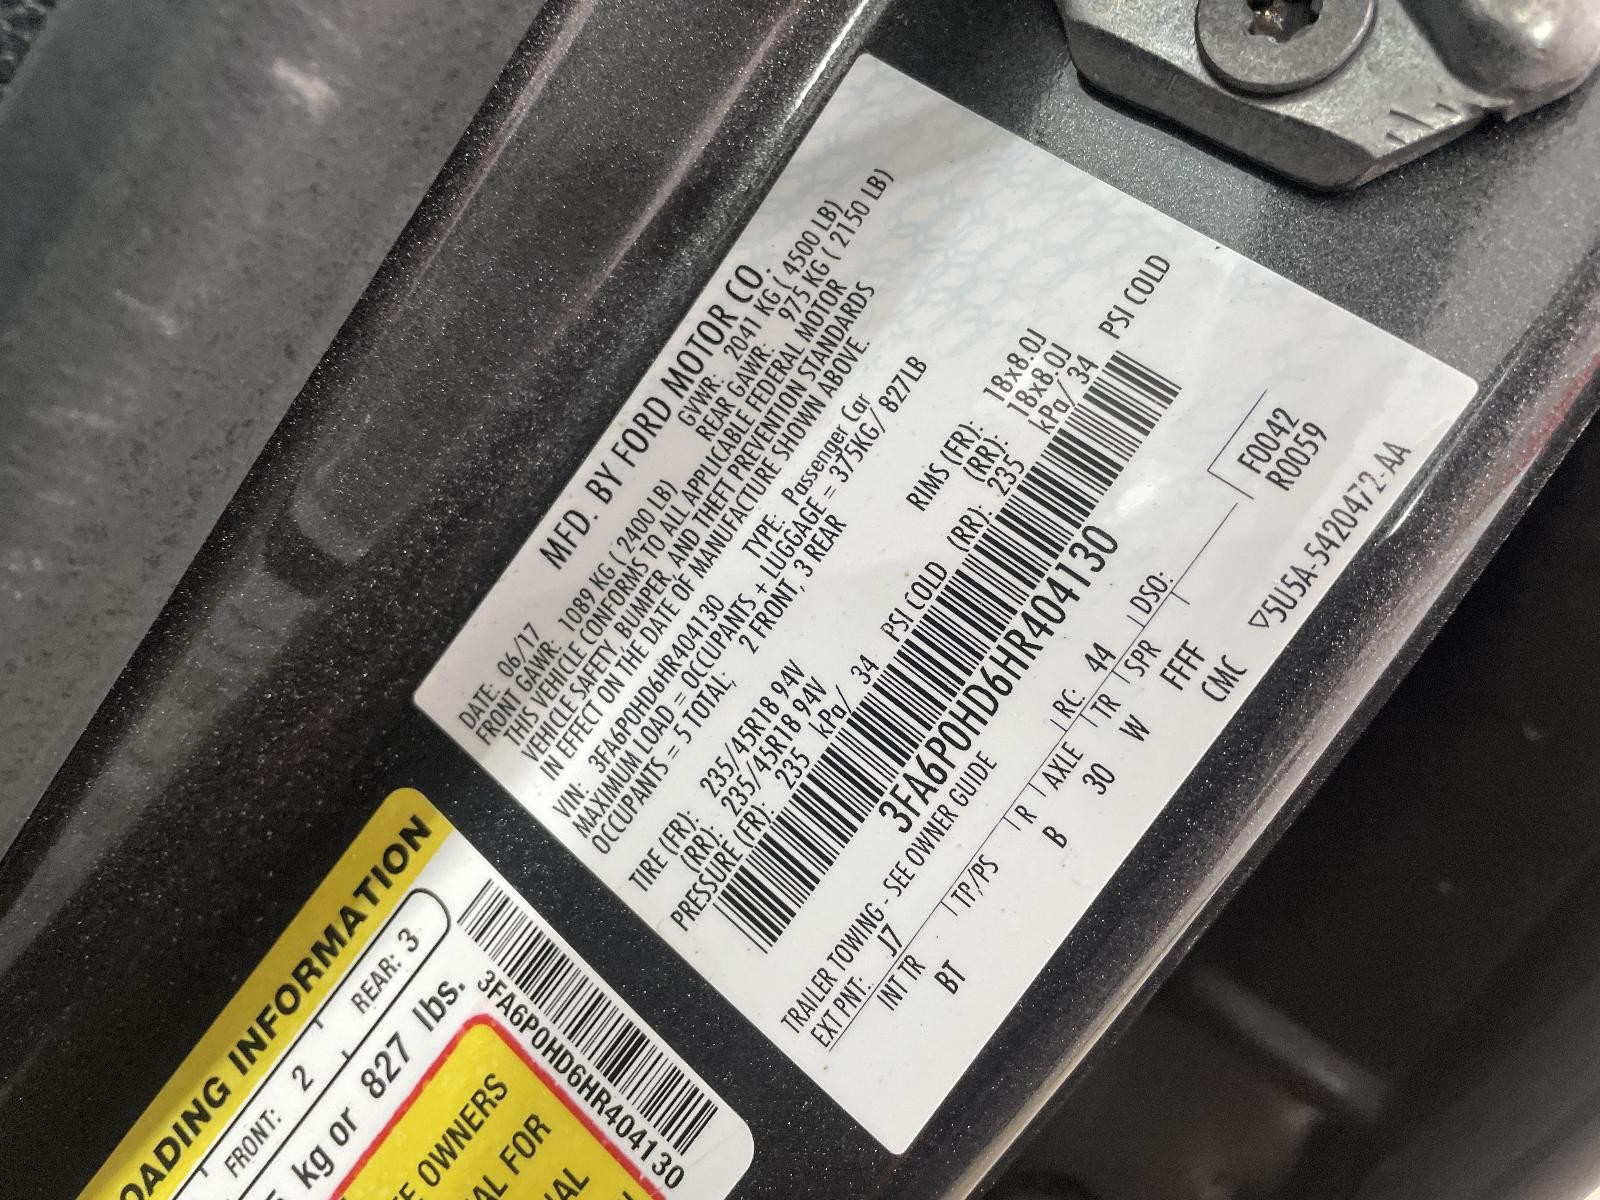 MFD. BY FORD MOTOR CO.
DATE: 06/17 GVWR: 2041 KG ( 4500 LB)
FRONT GAWR: 1089 KG ( 2400 LB) REAR GAWR: 975 KG ( 2150 LB)
THIS VEHICLE CONFORMS TO ALL APPLICABLE FEDERAL MOTOR
VEHICLE SAFETY, BUMPER, AND THEFT PREVENTION STANDARDS
IN EFFECT ON THE DATE OF MANUFACTURE SHOWN ABOVE.
VIN: 3FA6P0HD6HR404130 TYPE: Passenger Car
MAXIMUM LOAD = OCCUPANTS + LUGGAGE = 375KG/ 827LB
OCCUPANTS = 5 TOTAL, 2 FRONT, 3 REAR
TIRE (FR): 235/45R18 94V RIMS (FR): 18x8.0J
(RR): 235/45R18 94V (RR): 18x8.0J
PRESSURE (FR): 235 kPa/ 34 PSI COLD (RR): 235 kPa/ 34 PSI COLD
3FA6P0HD6HR404130
TRAILER TOWING - SEE OWNER GUIDE
EXT PNT: J7 RC: 44 DSO: F0042
R0059
INT TR TP/PS R AXLE TR SPR
BT B 30 W FFFF
CMC
▽5U5A-5420472-AA
OADING INFORMATION
FRONT: 2 REAR: 3
kg or 827 lbs.
3FA6P0HD6HR404130
OWNERS
FOR